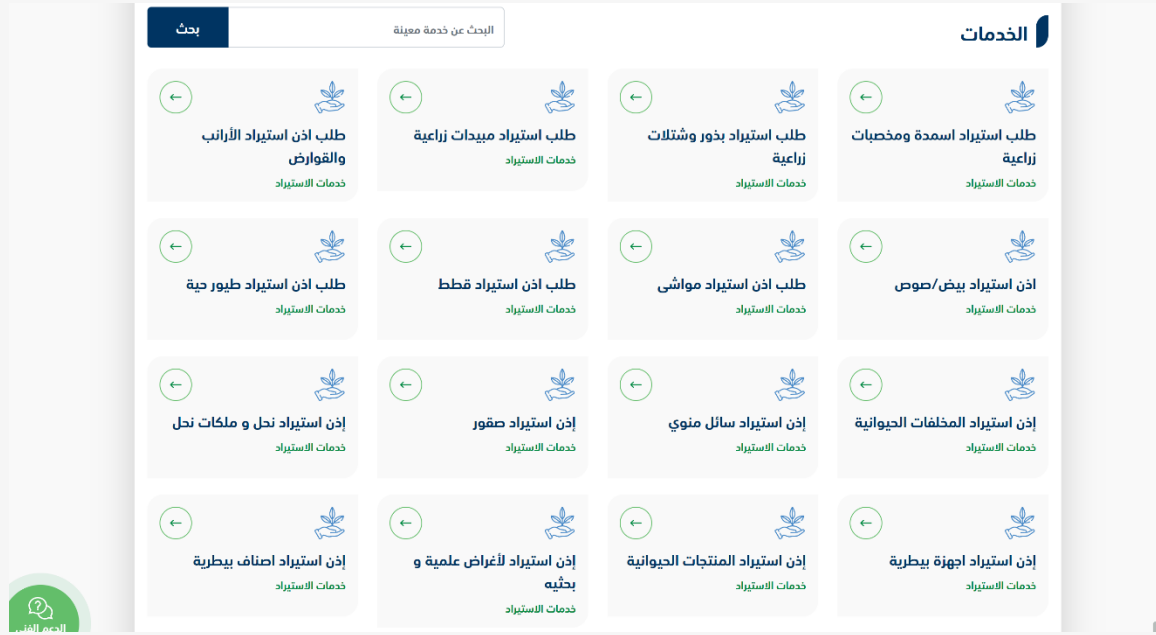 الخدمات
البحث عن خدمة معينة
بحث
طلب استيراد اسمدة ومخصبات
زراعية
خدمات الاستيراد
طلب استيراد بذور وشتلات
زراعية
خدمات الاستيراد
طلب استيراد مبيدات زراعية
خدمات الاستيراد
طلب اذن استيراد الأرانب
والقوارض
خدمات الاستيراد
اذن استيراد بيض/صوص
خدمات الاستيراد
طلب اذن استيراد مواشى
خدمات الاستيراد
طلب اذن استيراد قطط
خدمات الاستيراد
طلب اذن استيراد طيور حية
خدمات الاستيراد
إذن استيراد المخلفات الحيوانية
خدمات الاستيراد
إذن استيراد سائل منوي
خدمات الاستيراد
إذن استيراد صقور
خدمات الاستيراد
إذن استيراد نحل و ملكات نحل
خدمات الاستيراد
إذن استيراد اجهزة بيطرية
خدمات الاستيراد
إذن استيراد المنتجات الحيوانية
خدمات الاستيراد
إذن استيراد لأغراض علمية و
بحثيه
خدمات الاستيراد
إذن استيراد اصناف بيطرية
خدمات الاستيراد
الدعم الفني